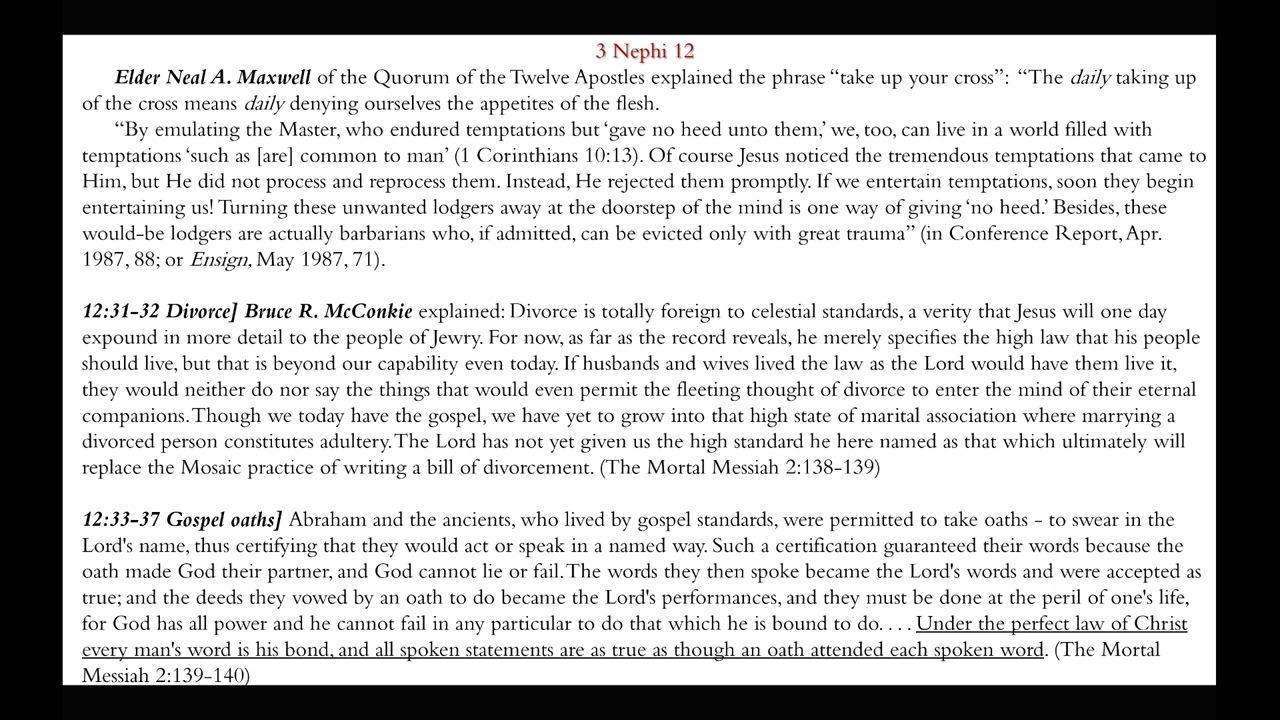 3 Nephi 12
Elder Neal A. Maxwell of the Quorum of the Twelve Apostles explained the phrase “take up your cross”: “The daily taking up
of the cross means daily denying ourselves the appetites of the flesh.
“By emulating the Master, who endured temptations but ‘gave no heed unto them,’ we, too, can live in a world filled with
temptations ‘such as [are] common to man’ (1 Corinthians 10:13). Of course Jesus noticed the tremendous temptations that came to
Him, but He did not process and reprocess them. Instead, He rejected them promptly. If we entertain temptations, soon they begin
entertaining us! Turning these unwanted lodgers away at the doorstep of the mind is one way of giving ‘no heed.’ Besides, these
would-be lodgers are actually barbarians who, if admitted, can be evicted only with great trauma” (in Conference Report, Apr.
1987, 88; or Ensign, May 1987, 71).
12:31-32 Divorce] Bruce R. McConkie explained: Divorce is totally foreign to celestial standards, a verity that Jesus will one day
expound in more detail to the people of Jewry. For now, as far as the record reveals, he merely specifies the high law that his people
should live, but that is beyond our capability even today. If husbands and wives lived the law as the Lord would have them live it,
they would neither do nor say the things that would even permit the fleeting thought of divorce to enter the mind of their eternal
companions. Though we today have the gospel, we have yet to grow into that high state of marital association where marrying a
divorced person constitutes adultery. The Lord has not yet given us the high standard he here named as that which ultimately will
replace the Mosaic practice of writing a bill of divorcement. (The Mortal Messiah 2:138-139)
12:33-37 Gospel oaths] Abraham and the ancients, who lived by gospel standards, were permitted to take oaths - to swear in the
Lord's name, thus certifying that they would act or speak in a named way. Such a certification guaranteed their words because the
oath made God their partner, and God cannot lie or fail. The words they then spoke became the Lord's words and were accepted as
true; and the deeds they vowed by an oath to do became the Lord's performances, and they must be done at the peril of one's life,
for God has all power and he cannot fail in any particular to do that which he is bound to do. . . . Under the perfect law of Christ
every man's word is his bond, and all spoken statements are as true as though an oath attended each spoken word. (The Mortal
Messiah 2:139-140)